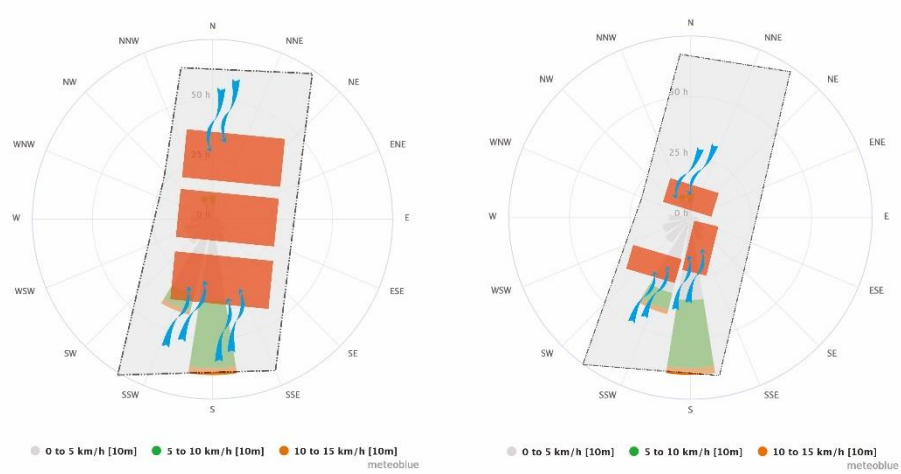 N
NNE
NE
ENE
E
ESE
SE
SSE
S
SSW
SW
WSW
W
WNW
NW
NNW
50 h
25 h
0 h
0 to 5 km/h [10m]
5 to 10 km/h [10m]
10 to 15 km/h [10m]
meteoblue
N
NNE
NE
ENE
E
ESE
SE
SSE
S
SSW
SW
WSW
W
WNW
NW
NNW
50 h
25 h
0 h
0 to 5 km/h [10m]
5 to 10 km/h [10m]
10 to 15 km/h [10m]
meteoblue